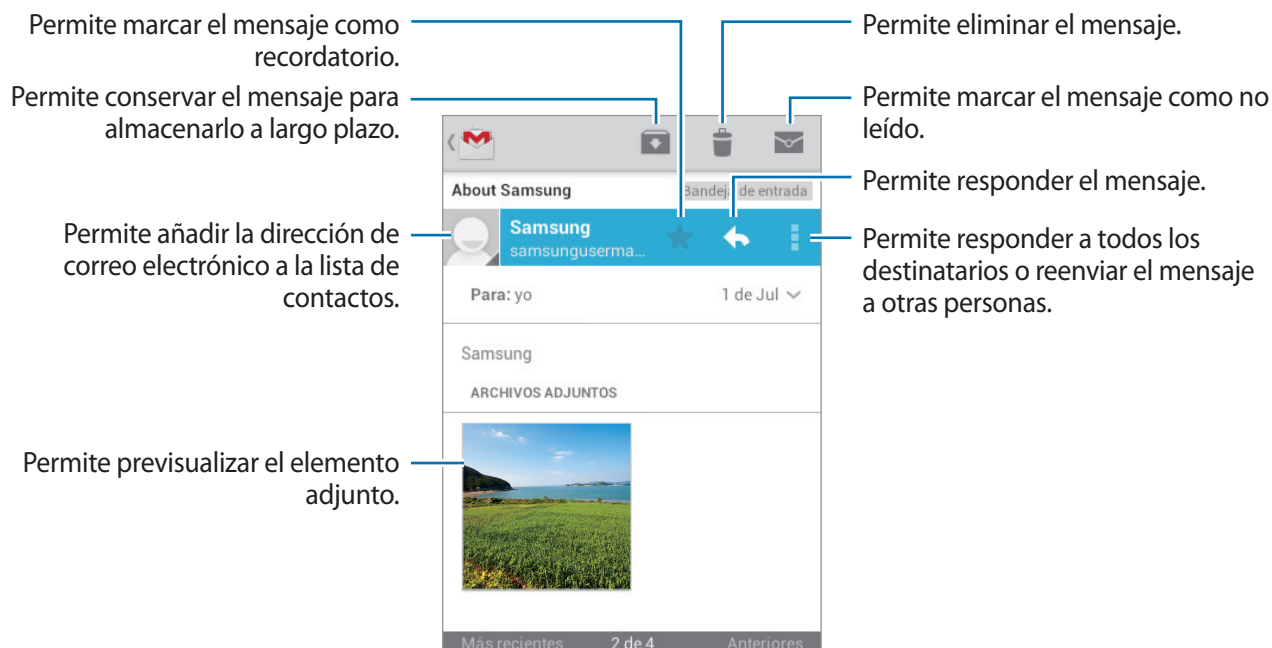 Permite marcar el mensaje como
recordatorio.
Permite conservar el mensaje para
almacenarlo a largo plazo.
Permite añadir la dirección de
correo electrónico a la lista de
contactos.
Permite previsualizar el elemento
adjunto.
About Samsung
Bandeja de entrada
Samsung
samsunguserma...
Para: yo
1 de Jul
Samsung
ARCHIVOS ADJUNTOS
Más recientes
2 de 4
Anteriores
Permite eliminar el mensaje.
Permite marcar el mensaje como no
leído.
Permite responder el mensaje.
Permite responder a todos los
destinatarios o reenviar el mensaje
a otras personas.